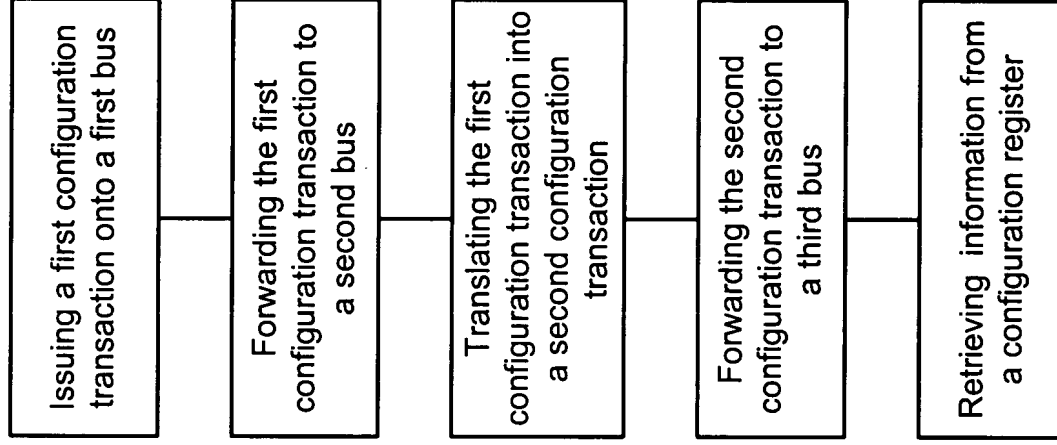 Issuing a first configuration
transaction onto a first bus
Forwarding the first
configuration transaction to
a second bus
Translating the first
configuration transaction into
a second configuration
transaction
Forwarding the second
configuration transaction to
a third bus
Retrieving information from
a configuration register